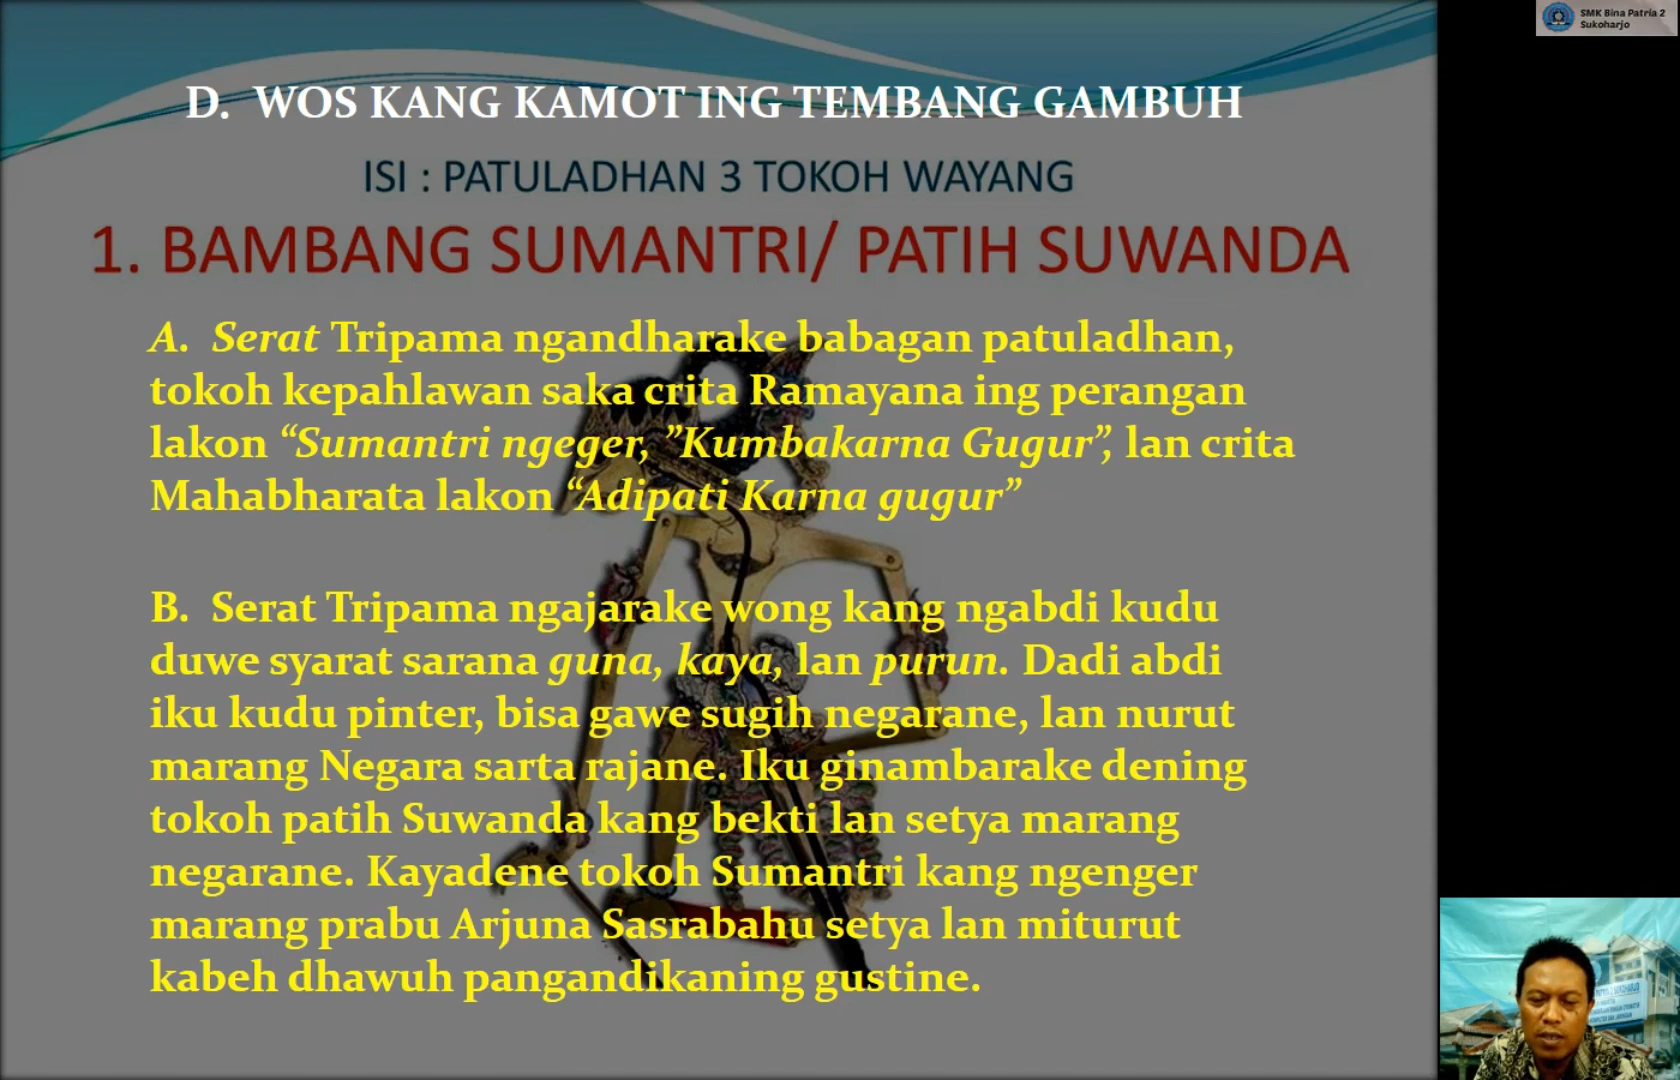 SMK Bina Patria 2
Sukoharjo
D. WOS KANG KAMOT ING TEMBANG GAMBUH
ISI : PATULADHAN 3 TOKOH WAYANG
1. BAMBANG SUMANTRI/ PATIH SUWANDA
A. Serat Tripama ngandharake babagan patuladhan,
tokoh kepahlawan saka crita Ramayana ing perangan
lakon “Sumantri ngeger, ”Kumbakarna Gugur”, lan crita
Mahabharata lakon “Adipati Karna gugur”
B. Serat Tripama ngajarake wong kang ngabdi kudu
duwe syarat sarana guna, kaya, lan purun. Dadi abdi
iku kudu pinter, bisa gawe sugih negarane, lan nurut
marang Negara sarta rajane. Iku ginambarake dening
tokoh patih Suwanda kang bekti lan setya marang
negarane. Kayadene tokoh Sumantri kang ngenger
marang prabu Arjuna Sasrabahu setya lan miturut
kabeh dhawuh pangandikaning gustine.